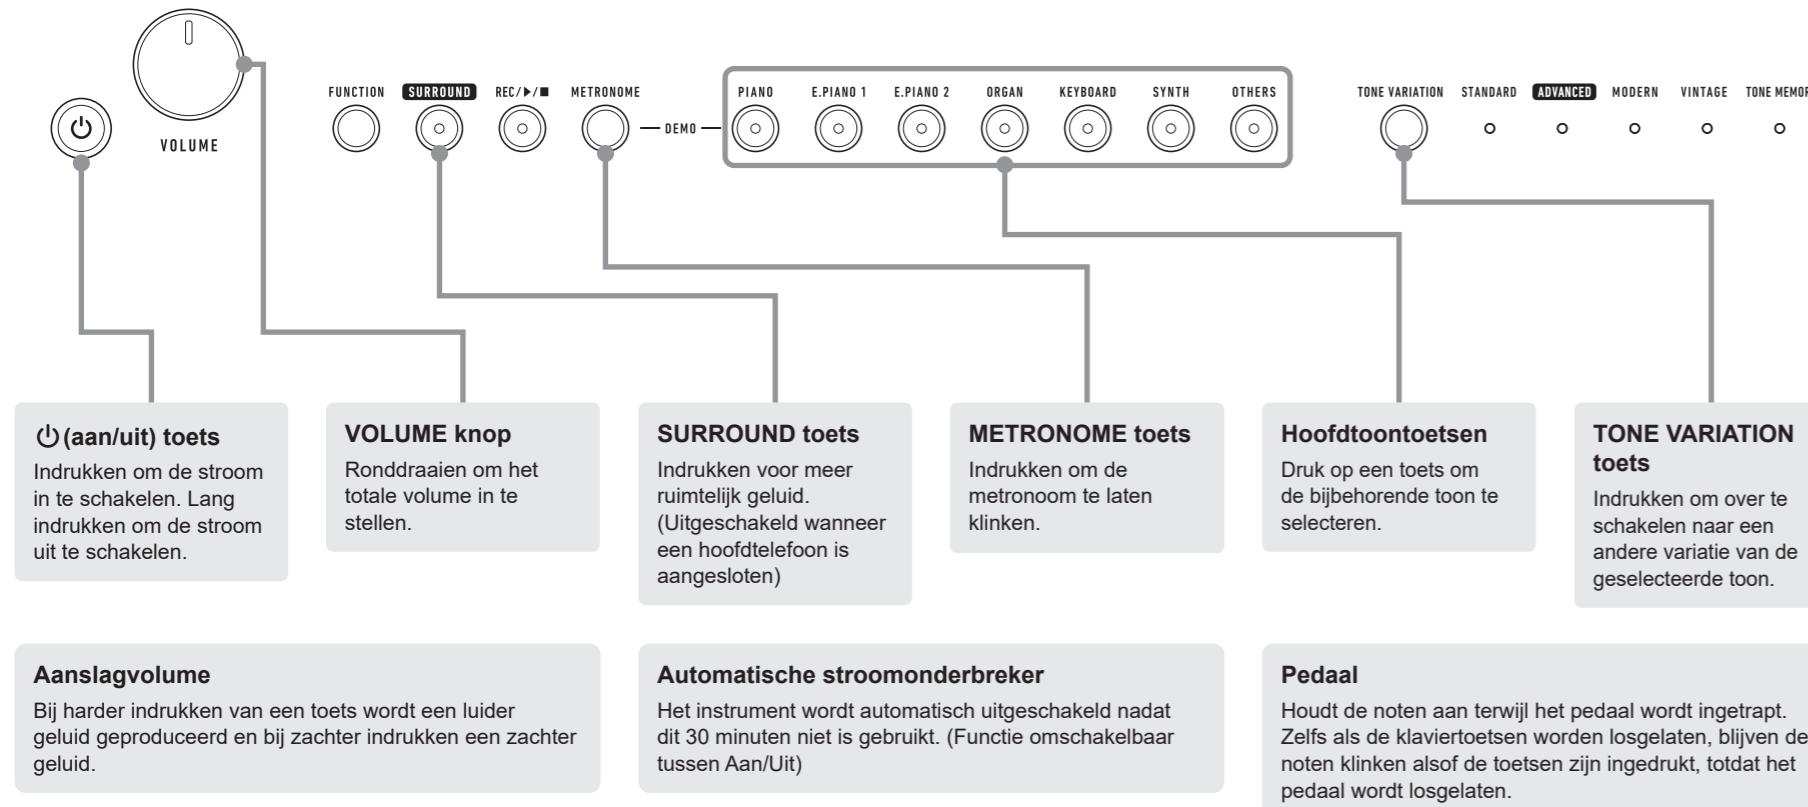 FUNCTION SURROUND REC/▶/■ METRONOME PIANO E.PIANO 1 E.PIANO 2 ORGAN KEYBOARD SYNTH OTHERS TONE VARIATION STANDARD ADVANCED MODERN VINTAGE TONE
DEMO
VOLUME
(aan/uit) toets
Indrukken om de stroom
in te schakelen. Lang
indrukken om de stroom
uit te schakelen.
VOLUME knop
Ronddraaien om het
totale volume in te
stellen.
SURROUND toets
Indrukken voor meer
ruimtelijk geluid.
(Uitgeschakeld wanneer
een hoofdtelefoon is
aangesloten)
METRONOME toets
Indrukken om de
metronoom te laten
klinken.
Hoofdtoontoetsen
Druk op een toets om
de bijbehorende toon te
selecteren.
TONE VARIATION
toets
Indrukken om over te
schakelen naar een
andere variatie van de
geselecteerde toon.
Aanslagvolume
Bij harder indrukken van een toets wordt een luider
geluid geproduceerd en bij zachter indrukken een zachter
geluid.
Automatische stroomonderbreker
Het instrument wordt automatisch uitgeschakeld nadat
dit 30 minuten niet is gebruikt. (Functie omschakelbaar
tussen Aan/Uit)
Pedaal
Houdt de noten aan terwijl het pedaal wordt ingetrapt.
Zelfs als de klaviertoetsen worden losgelaten, blijven de
noten klinken alsof de toetsen zijn ingedrukt, totdat het
pedaal wordt losgelaten.